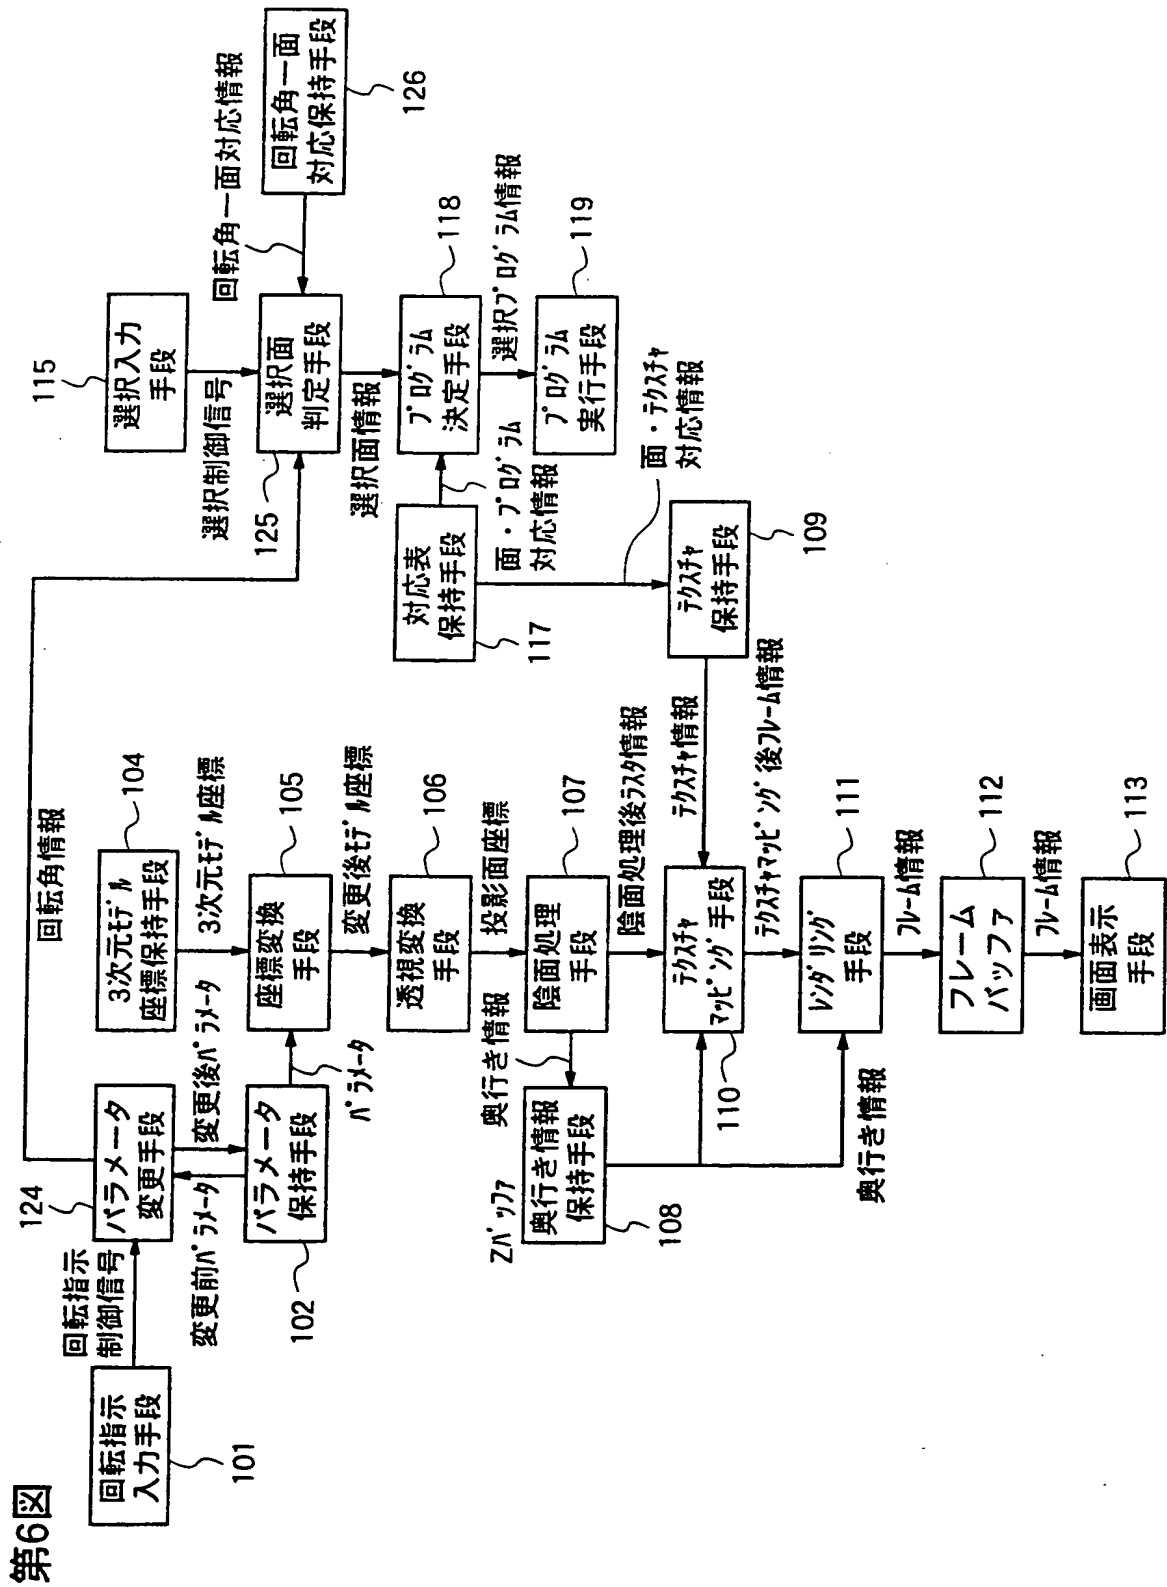 第6図
回転指示
入力手段
101
回転指示
制御信号
124
パラメータ
変更手段
変更前パラメータ
変更後パラメータ
パラメータ
保持手段
102
パラメータ
回転角情報
3次元モデル
座標保持手段
104
3次元モデル座標
座標変換
手段
105
変更後モデル座標
透視変換
手段
106
投影面座標
陰面処理
手段
107
奥行き情報
Zバッファ
奥行き情報
保持手段
108
陰面処理後ラスタ情報
テクスチャ
マッピング手段
110
テクスチャ情報
テクスチャマッピング後フレーム情報
奥行き情報
レンダリング
手段
111
フレーム情報
フレーム
バッファ
112
フレーム情報
画面表示
手段
113
115
選択入力
手段
選択制御信号
125
選択面
判定手段
回転角ー面対応情報
回転角ー面
対応保持手段
126
選択面情報
対応表
保持手段
117
面・プログラム
対応情報
プログラム
決定手段
118
選択プログラム情報
プログラム
実行手段
119
面・テクスチャ
対応情報
テクスチャ
保持手段
109